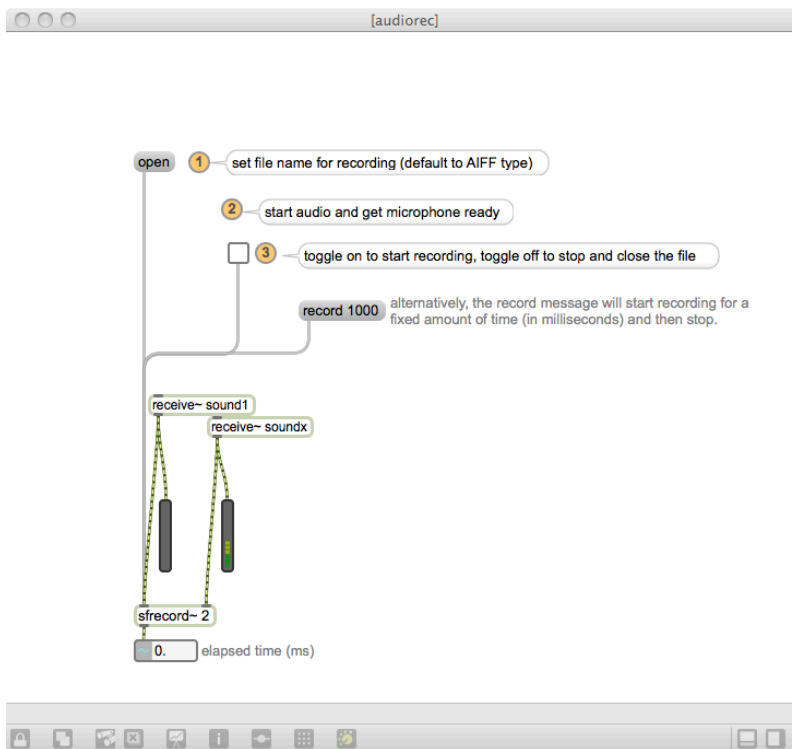 [audiorec]
open
1
set file name for recording (default to AIFF type)
2
start audio and get microphone ready
3
toggle on to start recording, toggle off to stop and close the file
record 1000
alternatively, the record message will start recording for a
fixed amount of time (in milliseconds) and then stop.
receive~ sound1
receive~ soundx
sfrecord~ 2
~ 0.
elapsed time (ms)